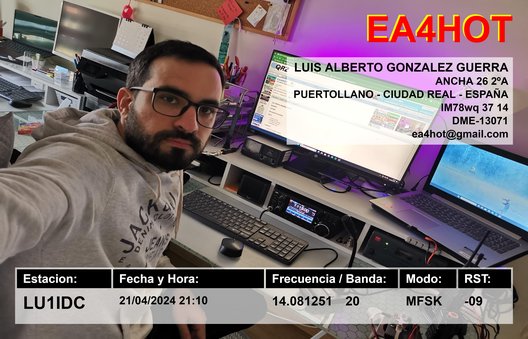 EA4HOT
LUIS ALBERTO GONZALEZ GUERRA
ANCHA 26 2ºA
PUERTOLLANO - CIUDAD REAL - ESPAÑA
IM78wq 37 14
DME-13071
ea4hot@gmail.com
QRZ
JACK &
Estacion: Fecha y Hora: Frecuencia / Banda: Modo: RST:
LU1IDC 21/04/2024 21:10 14.081251 20 MFSK -09